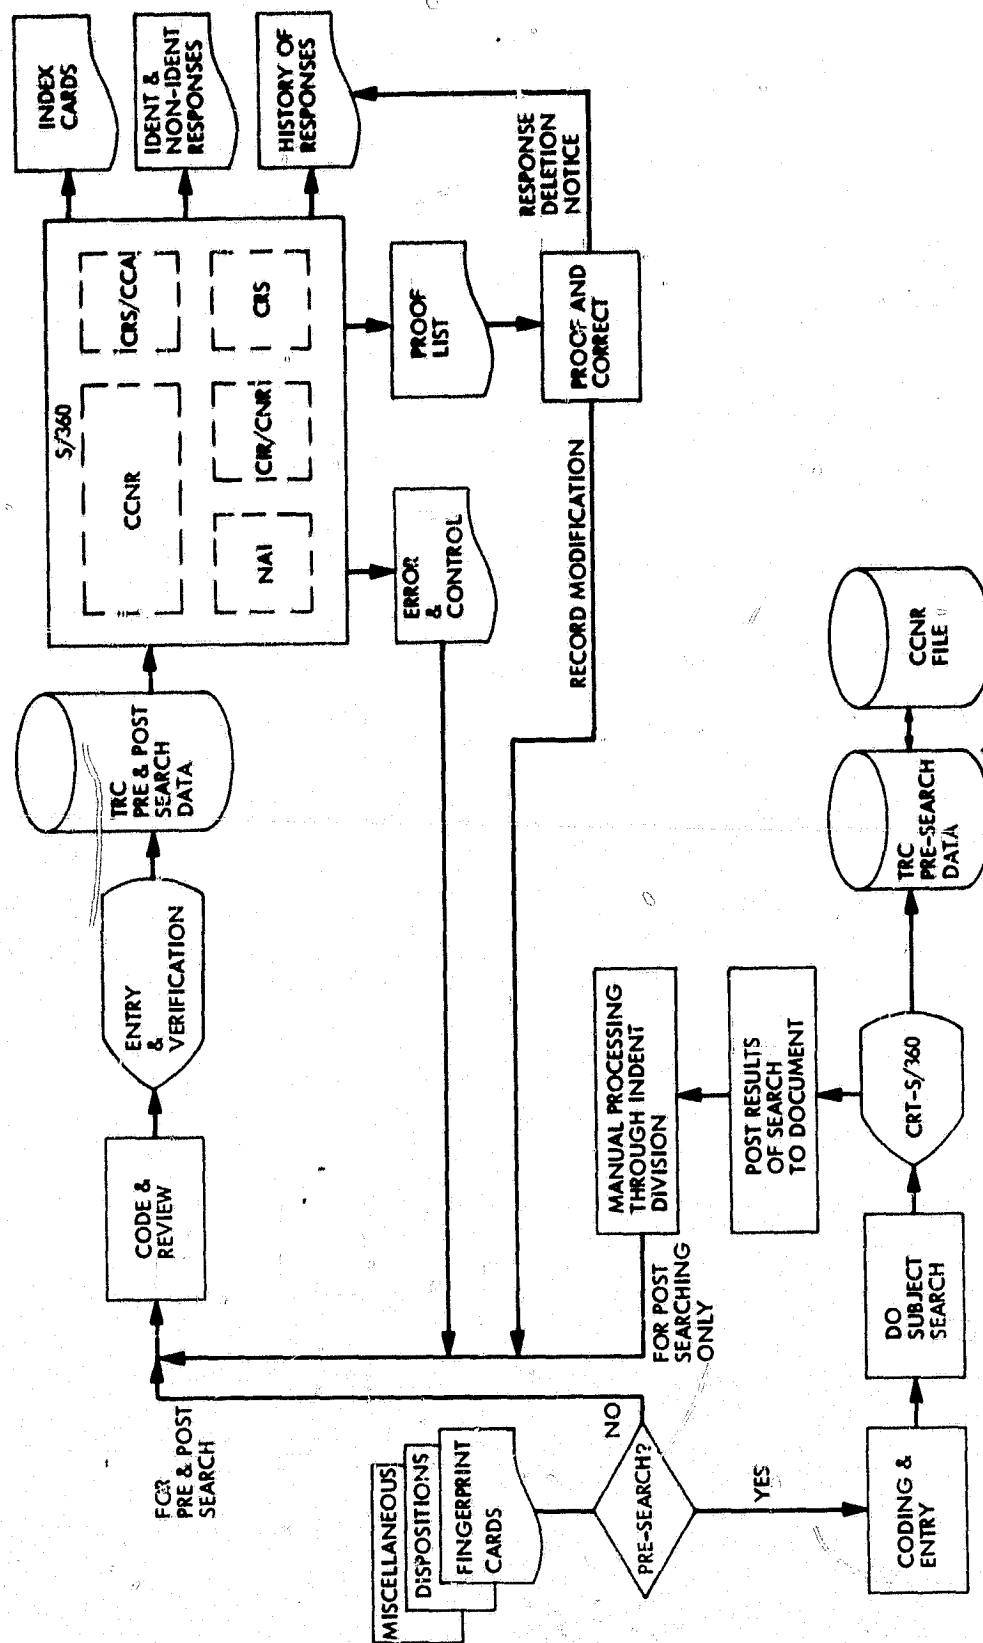 MISCELLANEOUS
DISPOSITIONS
FINGERPRINT
CARDS
PRE-SEARCH?
NO
YES
FOR
PRE & POST
SEARCH
CODING &
ENTRY
DO
SUBJECT
SEARCH
CRT-S/360
TRC
PRE-SEARCH
DATA
CCNR
FILE
POST RESULTS
OF SEARCH
TO DOCUMENT
MANUAL PROCESSING
THROUGH INDENT
DIVISION
FOR POST
SEARCHING
ONLY
CODE &
REVIEW
ENTRY
&
VERIFICATION
TRC
PRE & POST
SEARCH
DATA
S/360
CCNR
CRS/CCA
NAI
CIR/CNR
CRS
INDEX
CARDS
IDENT &
NON-IDENT
RESPONSES
HISTORY OF
RESPONSES
ERROR
&
CONTROL
PROOF
LIST
PROOF AND
CORRECT
RECORD MODIFICATION
RESPONSE
DELETION
NOTICE